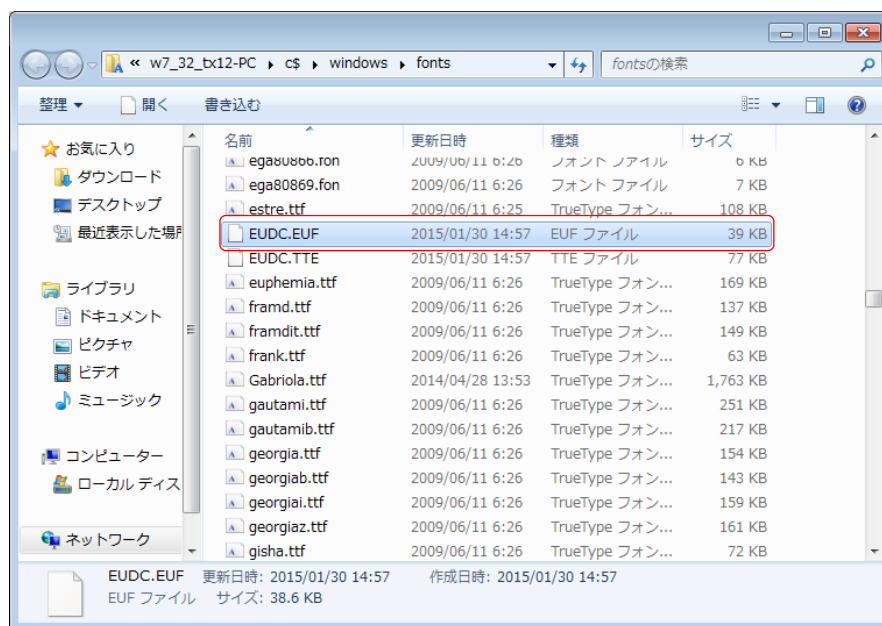 « w7_32_tx12-PC ▸ c$ ▸ windows ▸ fonts
fontsの検索
整理 ▼ 開く 書き込む
お気に入り
ダウンロード
デスクトップ
最近表示した場所
ライブラリ
ドキュメント
ピクチャ
ビデオ
ミュージック
コンピューター
ローカル ディス
ネットワーク
名前 更新日時 種類 サイズ
ega80866.fon 2009/06/11 6:26 フォント ファイル 6 KB
ega80869.fon 2009/06/11 6:26 フォント ファイル 7 KB
estre.ttf 2009/06/11 6:25 TrueType フォン... 108 KB
EUDC.EUF 2015/01/30 14:57 EUF ファイル 39 KB
EUDC.TTE 2015/01/30 14:57 TTE ファイル 77 KB
euphemia.ttf 2009/06/11 6:26 TrueType フォン... 169 KB
framd.ttf 2009/06/11 6:26 TrueType フォン... 137 KB
framdit.ttf 2009/06/11 6:26 TrueType フォン... 149 KB
frank.ttf 2009/06/11 6:26 TrueType フォン... 63 KB
Gabriola.ttf 2014/04/28 13:53 TrueType フォン... 1,763 KB
gautami.ttf 2009/06/11 6:26 TrueType フォン... 251 KB
gautamib.ttf 2009/06/11 6:26 TrueType フォン... 217 KB
georgia.ttf 2009/06/11 6:26 TrueType フォン... 154 KB
georgiab.ttf 2009/06/11 6:26 TrueType フォン... 143 KB
georgiai.ttf 2009/06/11 6:26 TrueType フォン... 159 KB
georgiaz.ttf 2009/06/11 6:26 TrueType フォン... 161 KB
gisha.ttf 2009/06/11 6:26 TrueType フォン... 72 KB
EUDC.EUF 更新日時: 2015/01/30 14:57 作成日時: 2015/01/30 14:57
EUF ファイル サイズ: 38.6 KB